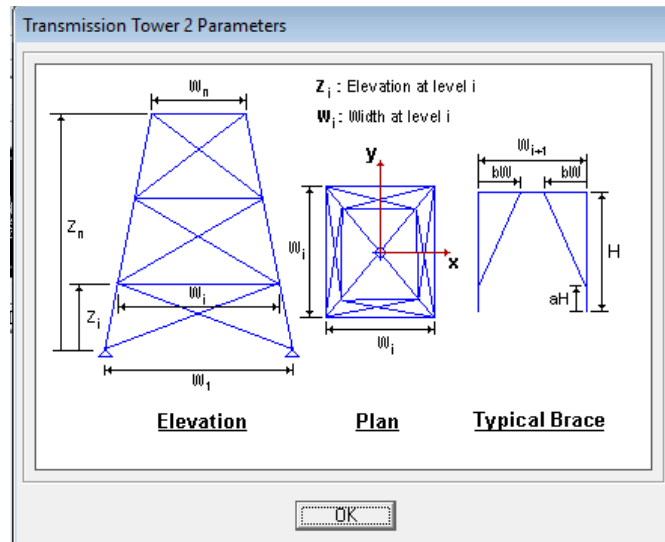 Transmission Tower 2 Parameters
Wn
Zi : Elevation at level i
Wi : Width at level i
y
Wi+1
bW
bW
Zn
Wi
x
H
Wi
Zi
aH
Wi
W1
Elevation
Plan
Typical Brace
OK